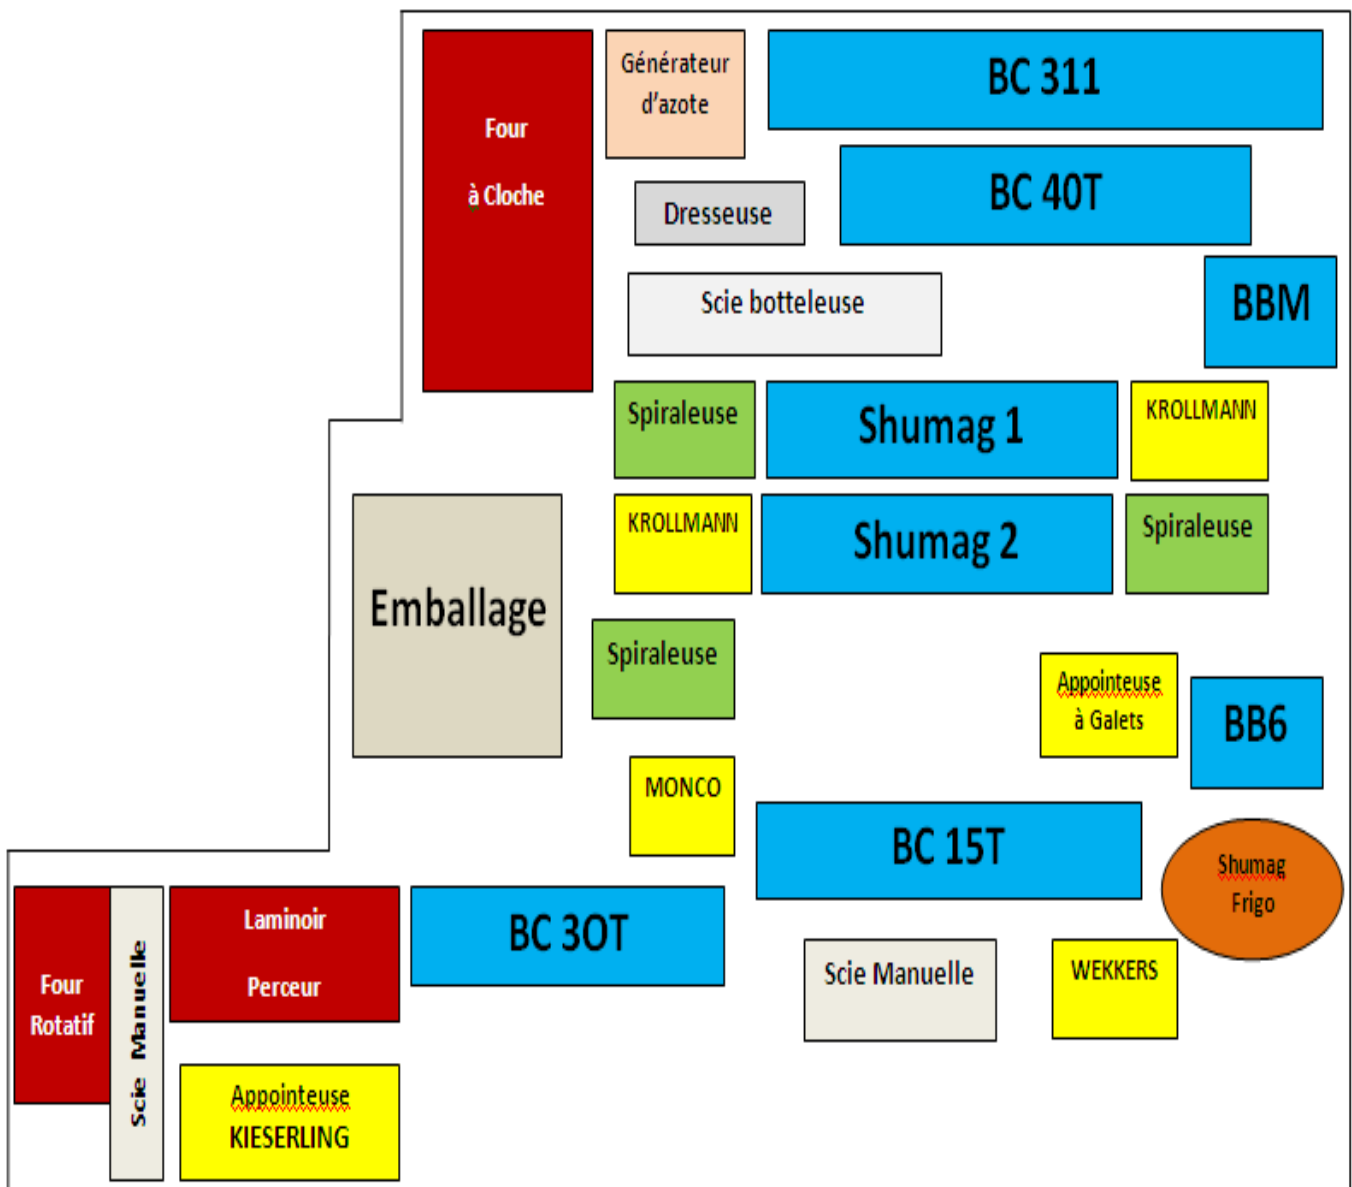 Four
à Cloche
Générateur
d'azote
BC 311
BC 40T
Dresseuse
Scie botteleuse
BBM
Spiraleuse
Shumag 1
KROLLMANN
KROLLMANN
Shumag 2
Spiraleuse
Emballage
Spiraleuse
Appointeuse
à Galets
BB6
MONCO
BC 15T
Shumag
Frigo
Four
Rotatif
Scie Manuelle
Laminoir
Perceur
BC 3OT
Scie Manuelle
WEKKERS
Appointeuse
KIESERLING